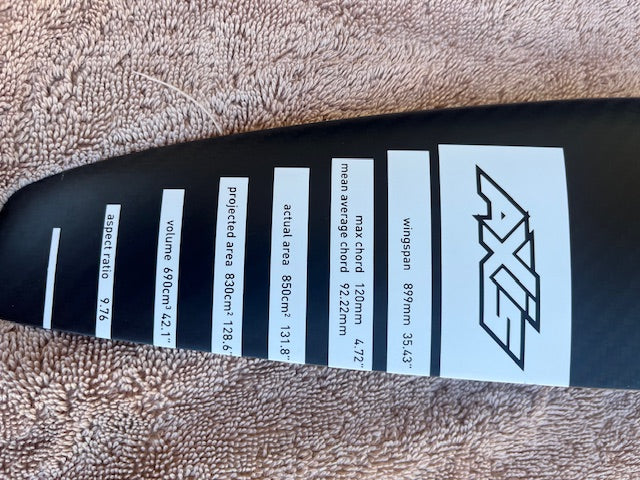 AXIS
wingspan 899mm 35.43"
max chord 120mm 4.72"
mean average chord 92.22mm
actual area 850cm² 131.8"
projected area 830cm² 128.6"
volume 690cm³ 42.1"
aspect ratio 9.76